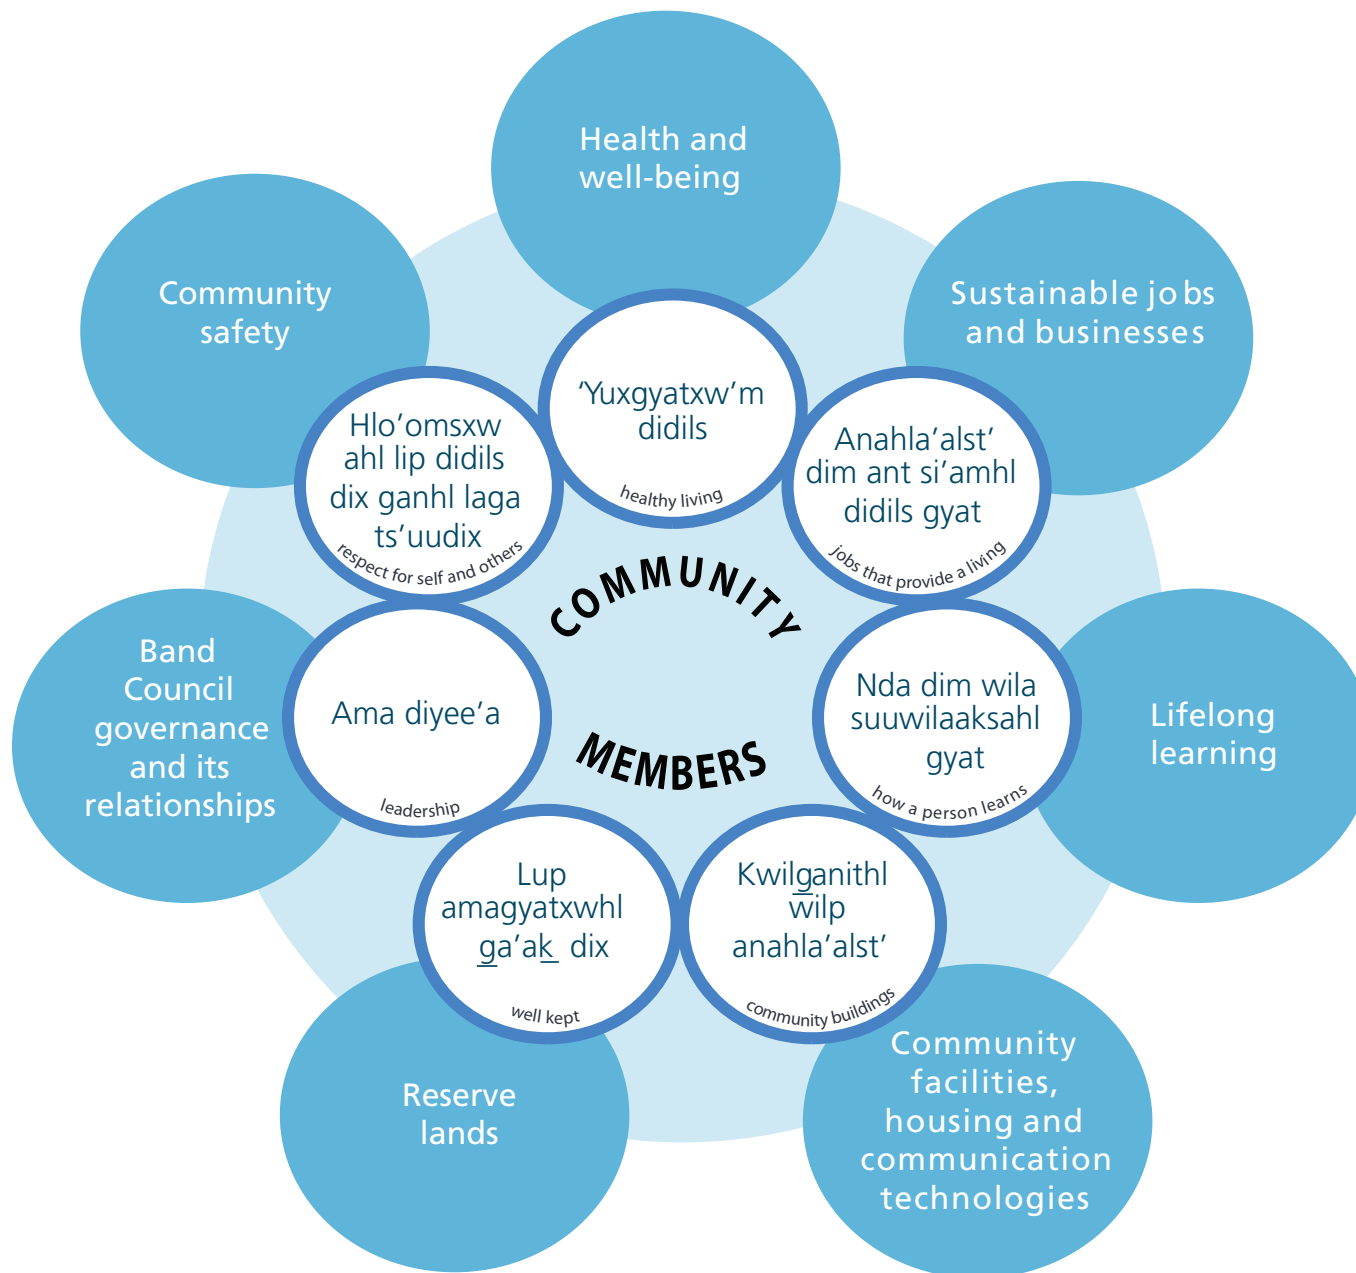 Health and
well-being
Sustainable jobs
and businesses
Lifelong
learning
Community
facilities,
housing and
communication
technologies
Reserve
lands
Band
Council
governance
and its
relationships
Community
safety
‘Yuxgyatxw’m
didils
healthy living
Anahla’alst’
dim ant si’amhl
didils gyat
jobs that provide a living
Nda dim wila
suuwilaaksahl
gyat
how a person learns
Kwilg̲anithl
wilp
anahla’alst’
community buildings
Lup
amagyatxwhl
g̲a’ak̲ dix
well kept
Ama diyee’a
leadership
Hlo’omsxw
ahl lip didils
dix ganhl laga
ts’uudix
respect for self and others
COMMUNITY
MEMBERS